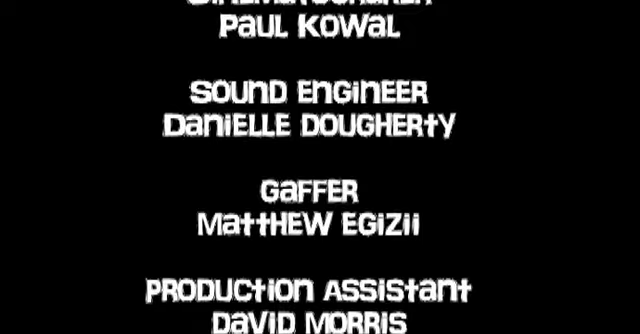 PAUL KOWAL
SOUND ENGINEER
DANIELLE DOUGHERTY
GAFFER
MATTHEW EGIZII
PRODUCTION ASSISTANT
DAVID MORRIS